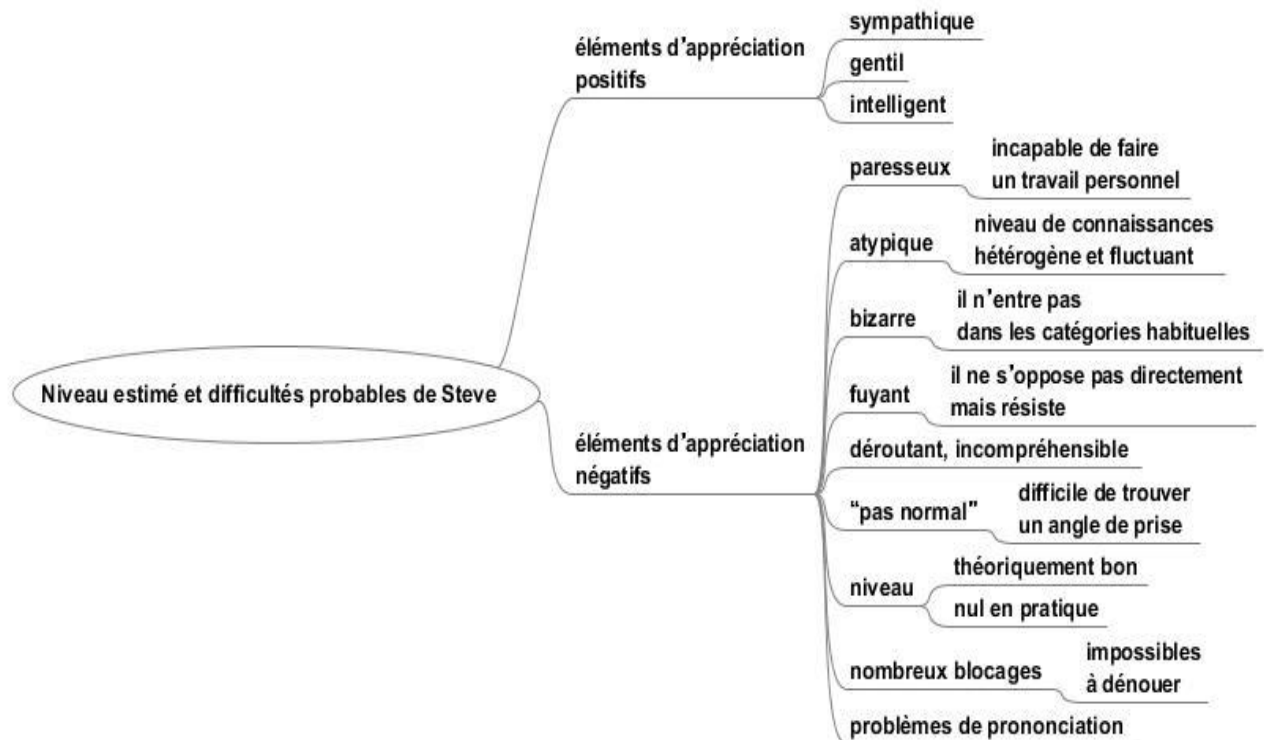 Niveau estimé et difficultés probables de Steve
éléments d’appréciation
positifs
sympathique
gentil
intelligent
éléments d’appréciation
négatifs
paresseux
incapable de faire
un travail personnel
atypique
niveau de connaissances
hétérogène et fluctuant
bizarre
il n’entre pas
dans les catégories habituelles
fuyant
il ne s'oppose pas directement
mais résiste
déroutant, incompréhensible
“pas normal"
difficile de trouver
un angle de prise
niveau
théoriquement bon
nul en pratique
nombreux blocages
impossibles
à dénouer
problèmes de prononciation